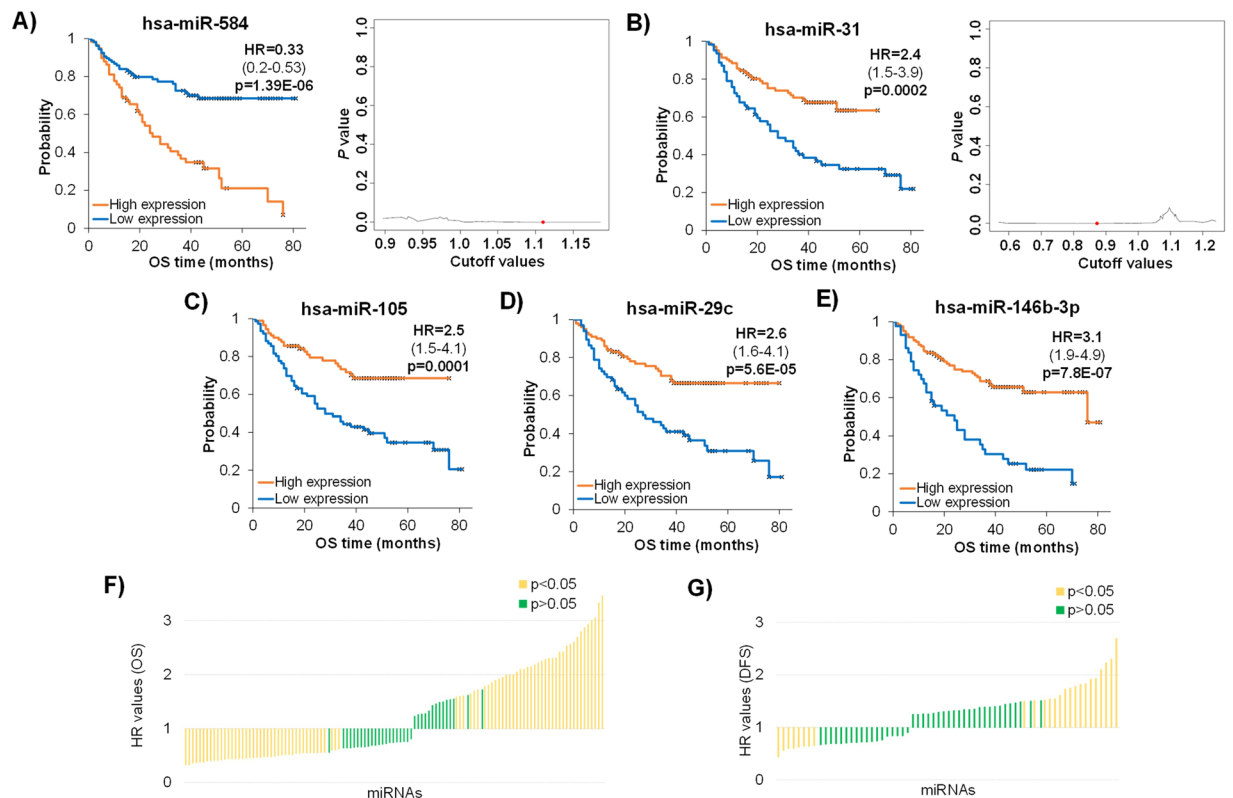 A)
hsa-miR-584
HR=0.33
(0.2-0.53)
p=1.39E-06
Probability
1
0.8
0.6
0.4
0.2
0
High expression
Low expression
0 20 40 60 80
OS time (months)
P value
1.0
0.8
0.6
0.4
0.2
0.0
0.9 0.95 1.0 1.05 1.1 1.15
Cutoff values
B)
hsa-miR-31
HR=2.4
(1.5-3.9)
p=0.0002
Probability
1
0.8
0.6
0.4
0.2
0
High expression
Low expression
0 20 40 60 80
OS time (months)
P value
1.0
0.8
0.6
0.4
0.2
0.0
0.6 0.7 0.8 0.9 1.0 1.1 1.2
Cutoff values
C)
hsa-miR-105
HR=2.5
(1.5-4.1)
p=0.0001
Probability
1
0.8
0.6
0.4
0.2
0
High expression
Low expression
0 20 40 60 80
OS time (months)
D)
hsa-miR-29c
HR=2.6
(1.6-4.1)
p=5.6E-05
Probability
1
0.8
0.6
0.4
0.2
0
High expression
Low expression
0 20 40 60 80
OS time (months)
E)
hsa-miR-146b-3p
HR=3.1
(1.9-4.9)
p=7.8E-07
Probability
1
0.8
0.6
0.4
0.2
0
High expression
Low expression
0 20 40 60 80
OS time (months)
F)
p<0.05
p>0.05
HR values (OS)
3
2
1
0
miRNAs
G)
p<0.05
p>0.05
HR values (DFS)
3
2
1
0
miRNAs